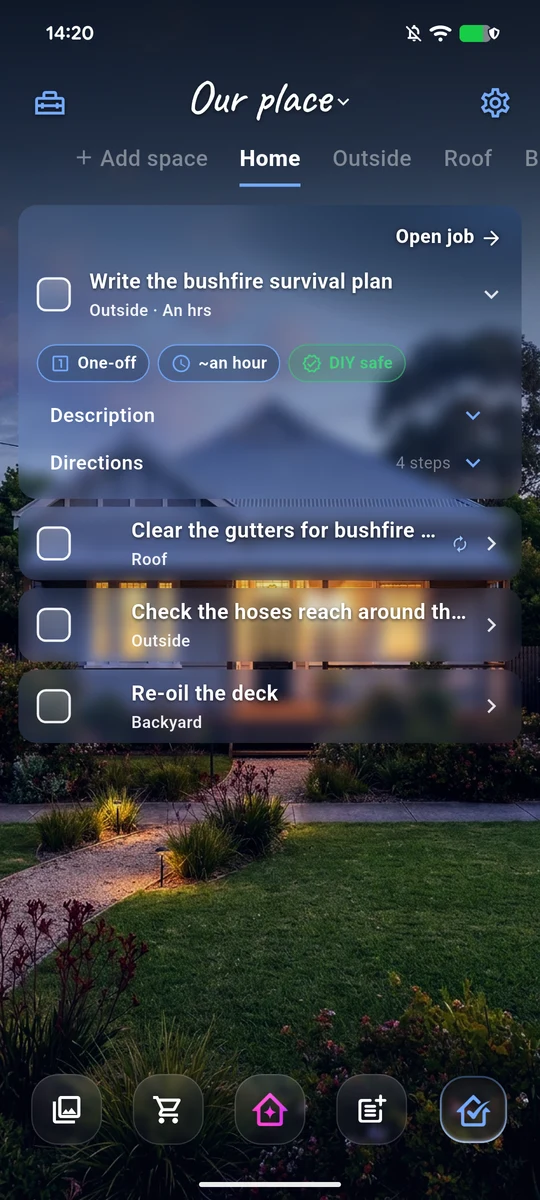 14:20
Our place
+ Add space Home Outside Roof B
Open job →
Write the bushfire survival plan
Outside · An hrs
1 One-off ~an hour DIY safe
Description
Directions 4 steps
Clear the gutters for bushfire ...
Roof
Check the hoses reach around th...
Outside
Re-oil the deck
Backyard